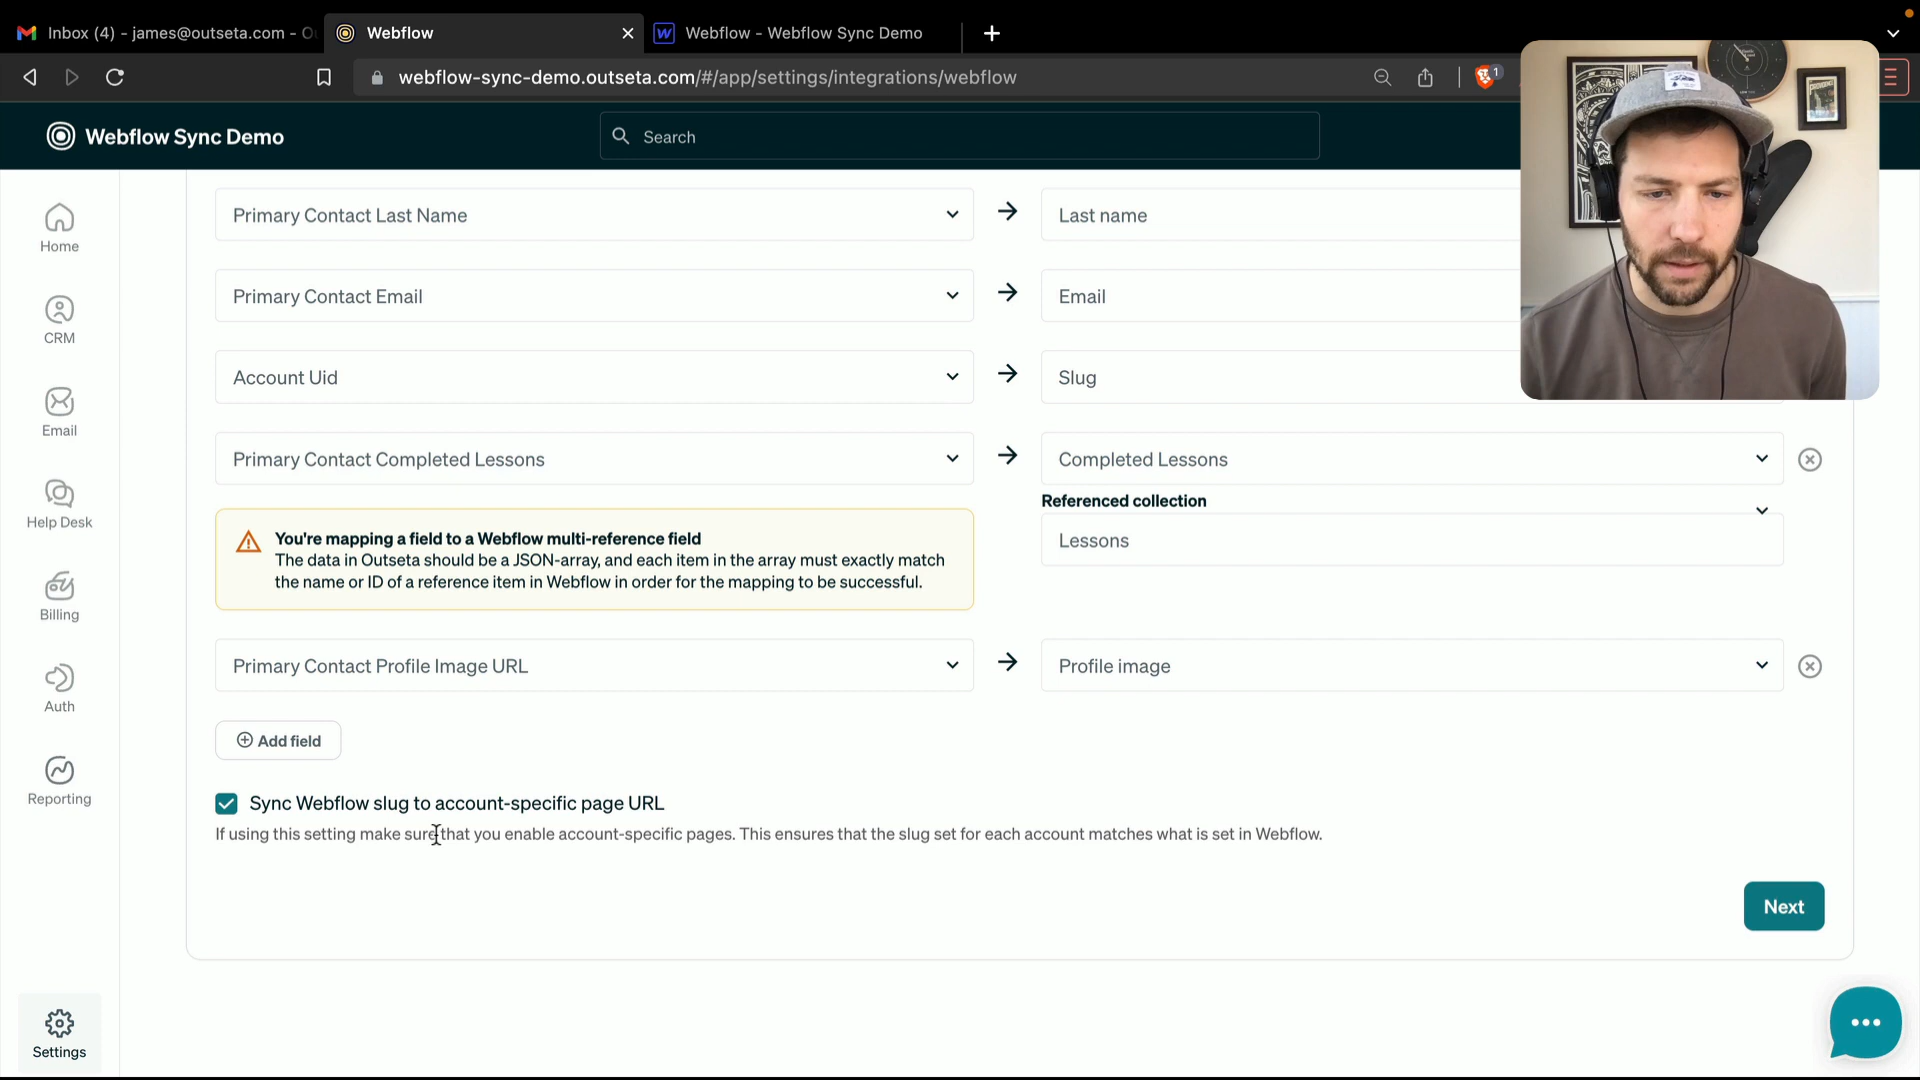 Inbox (4) - james@outseta.com - Ou
Webflow
Webflow - Webflow Sync Demo
webflow-sync-demo.outseta.com/#/app/settings/integrations/webflow
1
Webflow Sync Demo
Search
Home
CRM
Email
Help Desk
Billing
Auth
Reporting
Settings
Primary Contact Last Name
Last name
Primary Contact Email
Email
Account Uid
Slug
Primary Contact Completed Lessons
Completed Lessons
Referenced collection
Lessons
You're mapping a field to a Webflow multi-reference field
The data in Outseta should be a JSON-array, and each item in the array must exactly match
the name or ID of a reference item in Webflow in order for the mapping to be successful.
Primary Contact Profile Image URL
Profile image
Add field
Sync Webflow slug to account-specific page URL
If using this setting make sure that you enable account-specific pages. This ensures that the slug set for each account matches what is set in Webflow.
Next